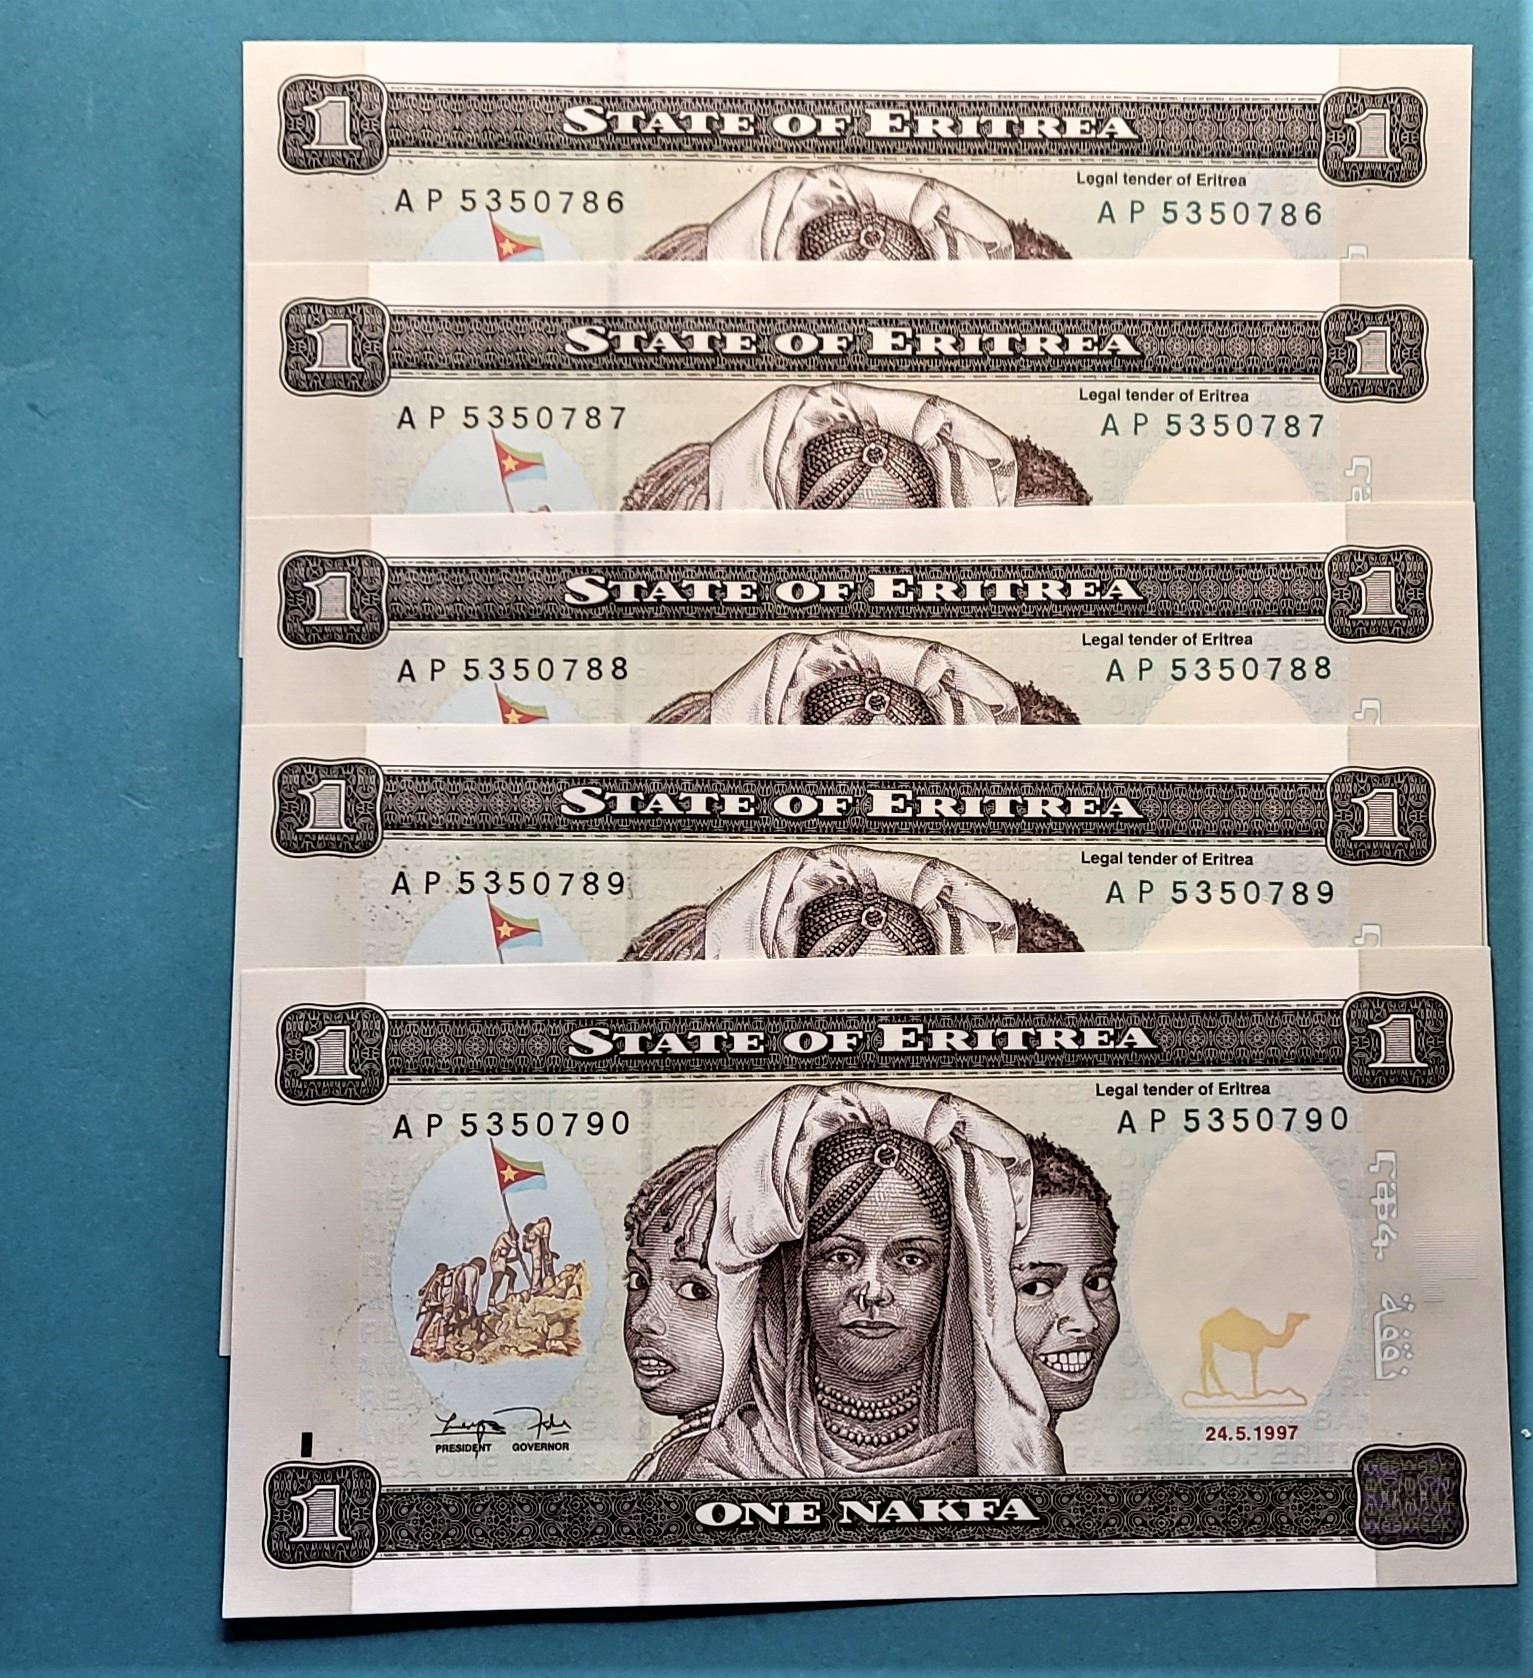 1 STATE OF ERITREA 1
Legal tender of Eritrea
AP 5350786 AP 5350786
1 STATE OF ERITREA 1
Legal tender of Eritrea
AP 5350787 AP 5350787
1 STATE OF ERITREA 1
Legal tender of Eritrea
AP 5350788 AP 5350788
1 STATE OF ERITREA 1
Legal tender of Eritrea
AP 5350789 AP 5350789
1 STATE OF ERITREA 1
Legal tender of Eritrea
AP 5350790 AP 5350790
ናቕፋ
نقفة
24.5.1997
PRESIDENT GOVERNOR
1 ONE NAKFA